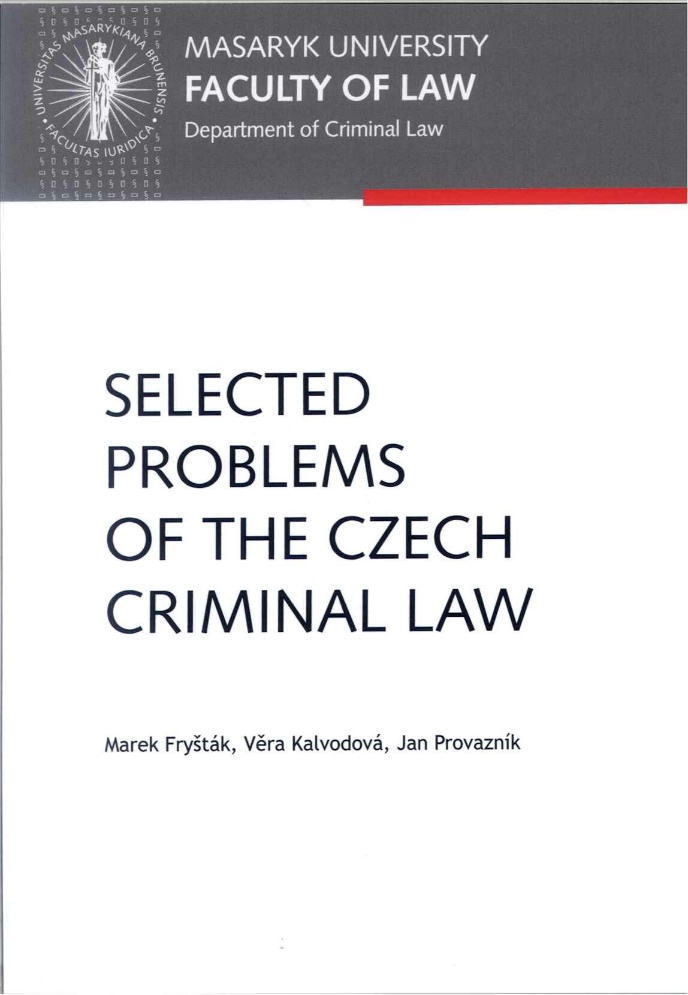 UNIVERSITAS MASARYKIANA BRUNENSIS
• FACULTAS IURIDICA •
MASARYK UNIVERSITY
FACULTY OF LAW
Department of Criminal Law
SELECTED
PROBLEMS
OF THE CZECH
CRIMINAL LAW
Marek Fryšták, Věra Kalvodová, Jan Provazník